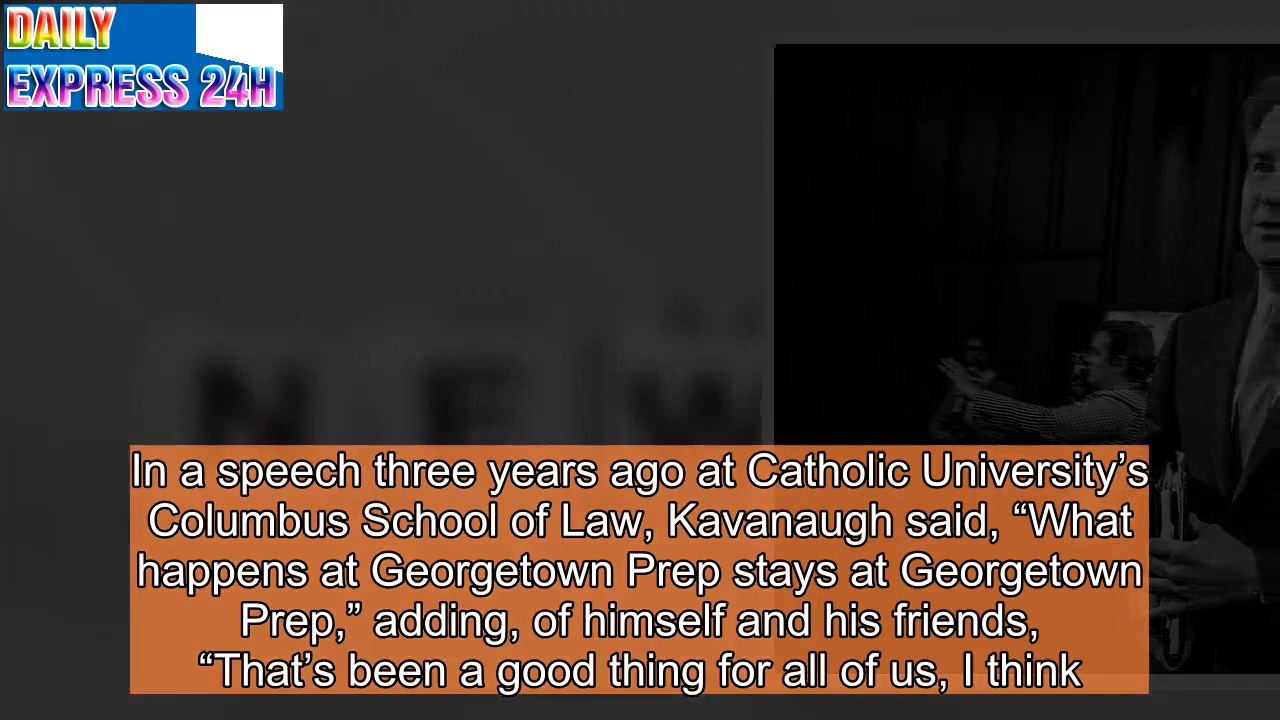 DAILY
EXPRESS 24H
NEW
In a speech three years ago at Catholic University’s
Columbus School of Law, Kavanaugh said, “What
happens at Georgetown Prep stays at Georgetown
Prep,” adding, of himself and his friends,
“That’s been a good thing for all of us, I think